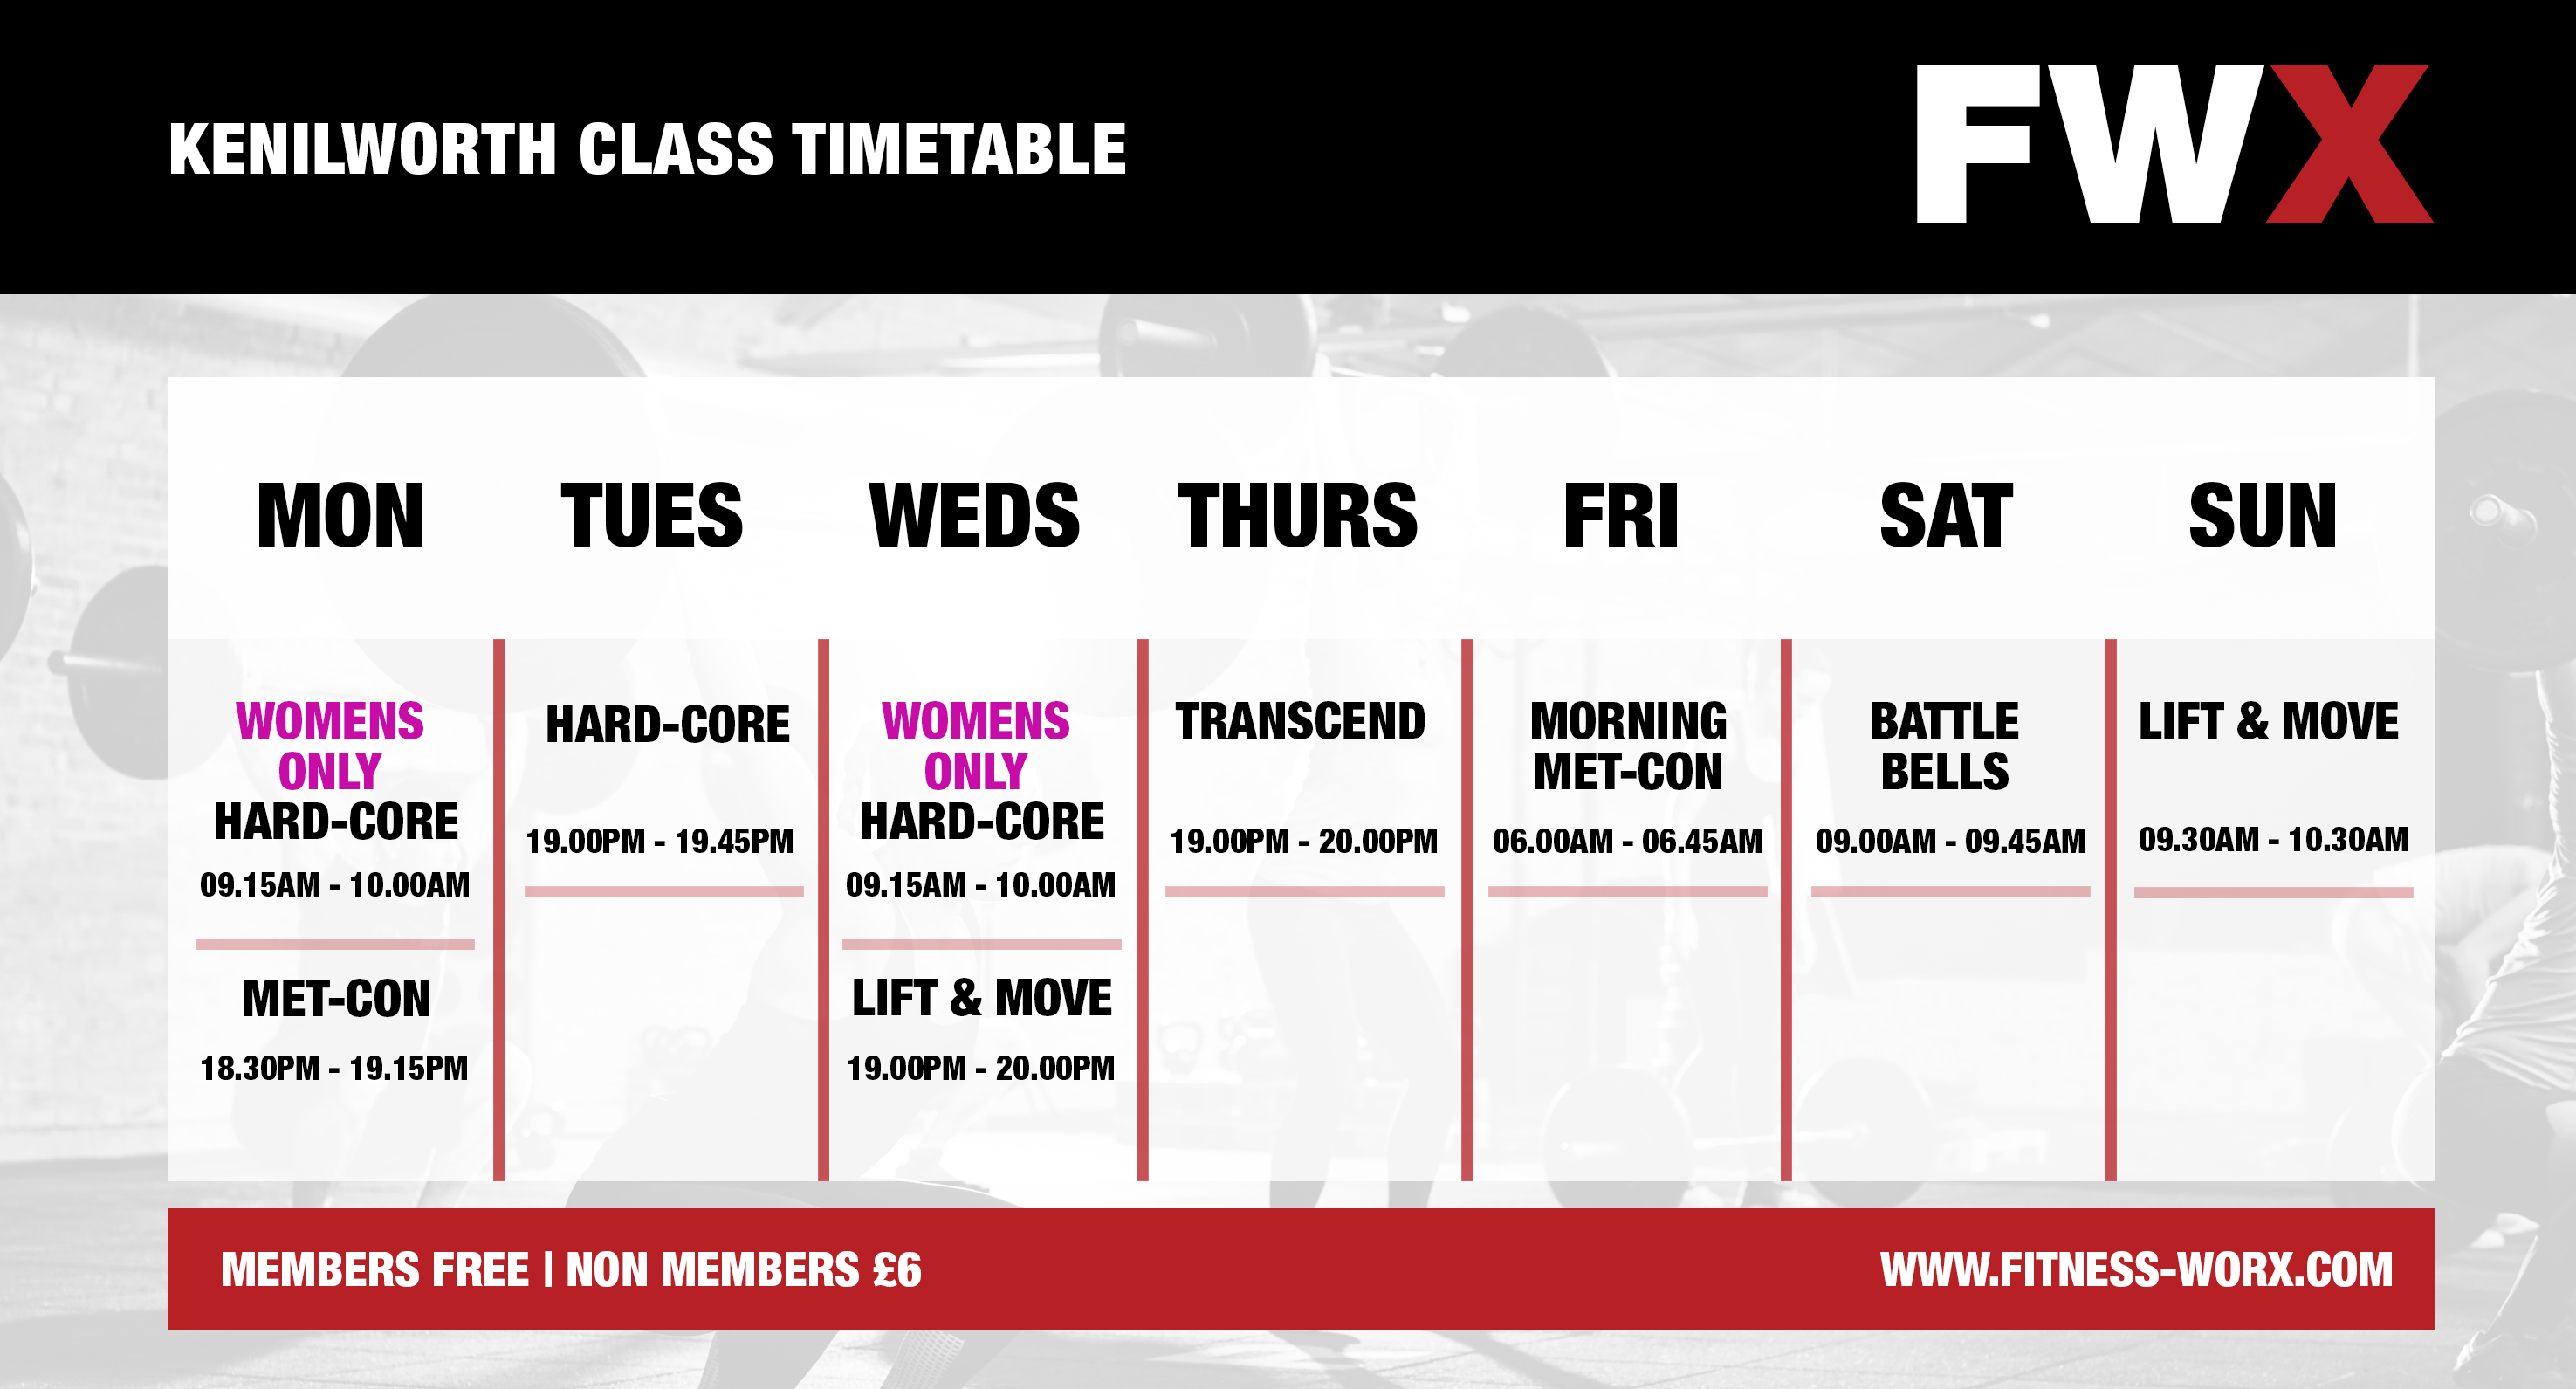 KENILWORTH CLASS TIMETABLE
FWX
MON
TUES
WEDS
THURS
FRI
SAT
SUN
WOMENS
ONLY
HARD-CORE
09.15AM - 10.00AM
MET-CON
18.30PM - 19.15PM
HARD-CORE
19.00PM - 19.45PM
WOMENS
ONLY
HARD-CORE
09.15AM - 10.00AM
LIFT & MOVE
19.00PM - 20.00PM
TRANSCEND
19.00PM - 20.00PM
MORNING
MET-CON
06.00AM - 06.45AM
BATTLE
BELLS
09.00AM - 09.45AM
LIFT & MOVE
09.30AM - 10.30AM
MEMBERS FREE | NON MEMBERS £6
WWW.FITNESS-WORX.COM